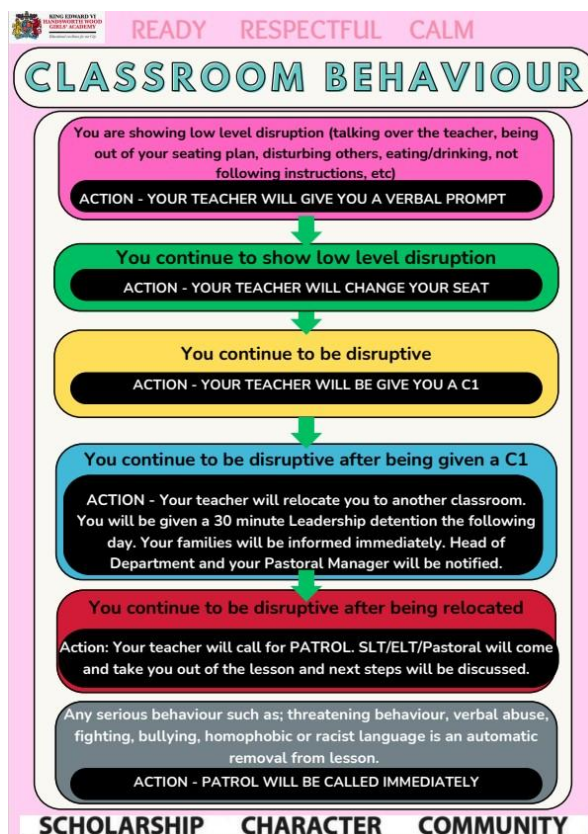 KING EDWARD VI
HANDSWORTH WOOD
GIRLS' ACADEMY
READY RESPECTFUL CALM
CLASSROOM BEHAVIOUR
You are showing low level disruption (talking over the teacher, being
out of your seating plan, disturbing others, eating/drinking, not
following instructions, etc)
ACTION - YOUR TEACHER WILL GIVE YOU A VERBAL PROMPT
You continue to show low level disruption
ACTION - YOUR TEACHER WILL CHANGE YOUR SEAT
You continue to be disruptive
ACTION - YOUR TEACHER WILL BE GIVE YOU A C1
You continue to be disruptive after being given a C1
ACTION - Your teacher will relocate you to another classroom.
You will be given a 30 minute Leadership detention the following
day. Your families will be informed immediately. Head of
Department and your Pastoral Manager will be notified.
You continue to be disruptive after being relocated
Action: Your teacher will call for PATROL. SLT/ELT/Pastoral will come
and take you out of the lesson and next steps will be discussed.
Any serious behaviour such as; threatening behaviour, verbal abuse,
fighting, bullying, homophobic or racist language is an automatic
removal from lesson.
ACTION - PATROL WILL BE CALLED IMMEDIATELY
SCHOLARSHIP CHARACTER COMMUNITY